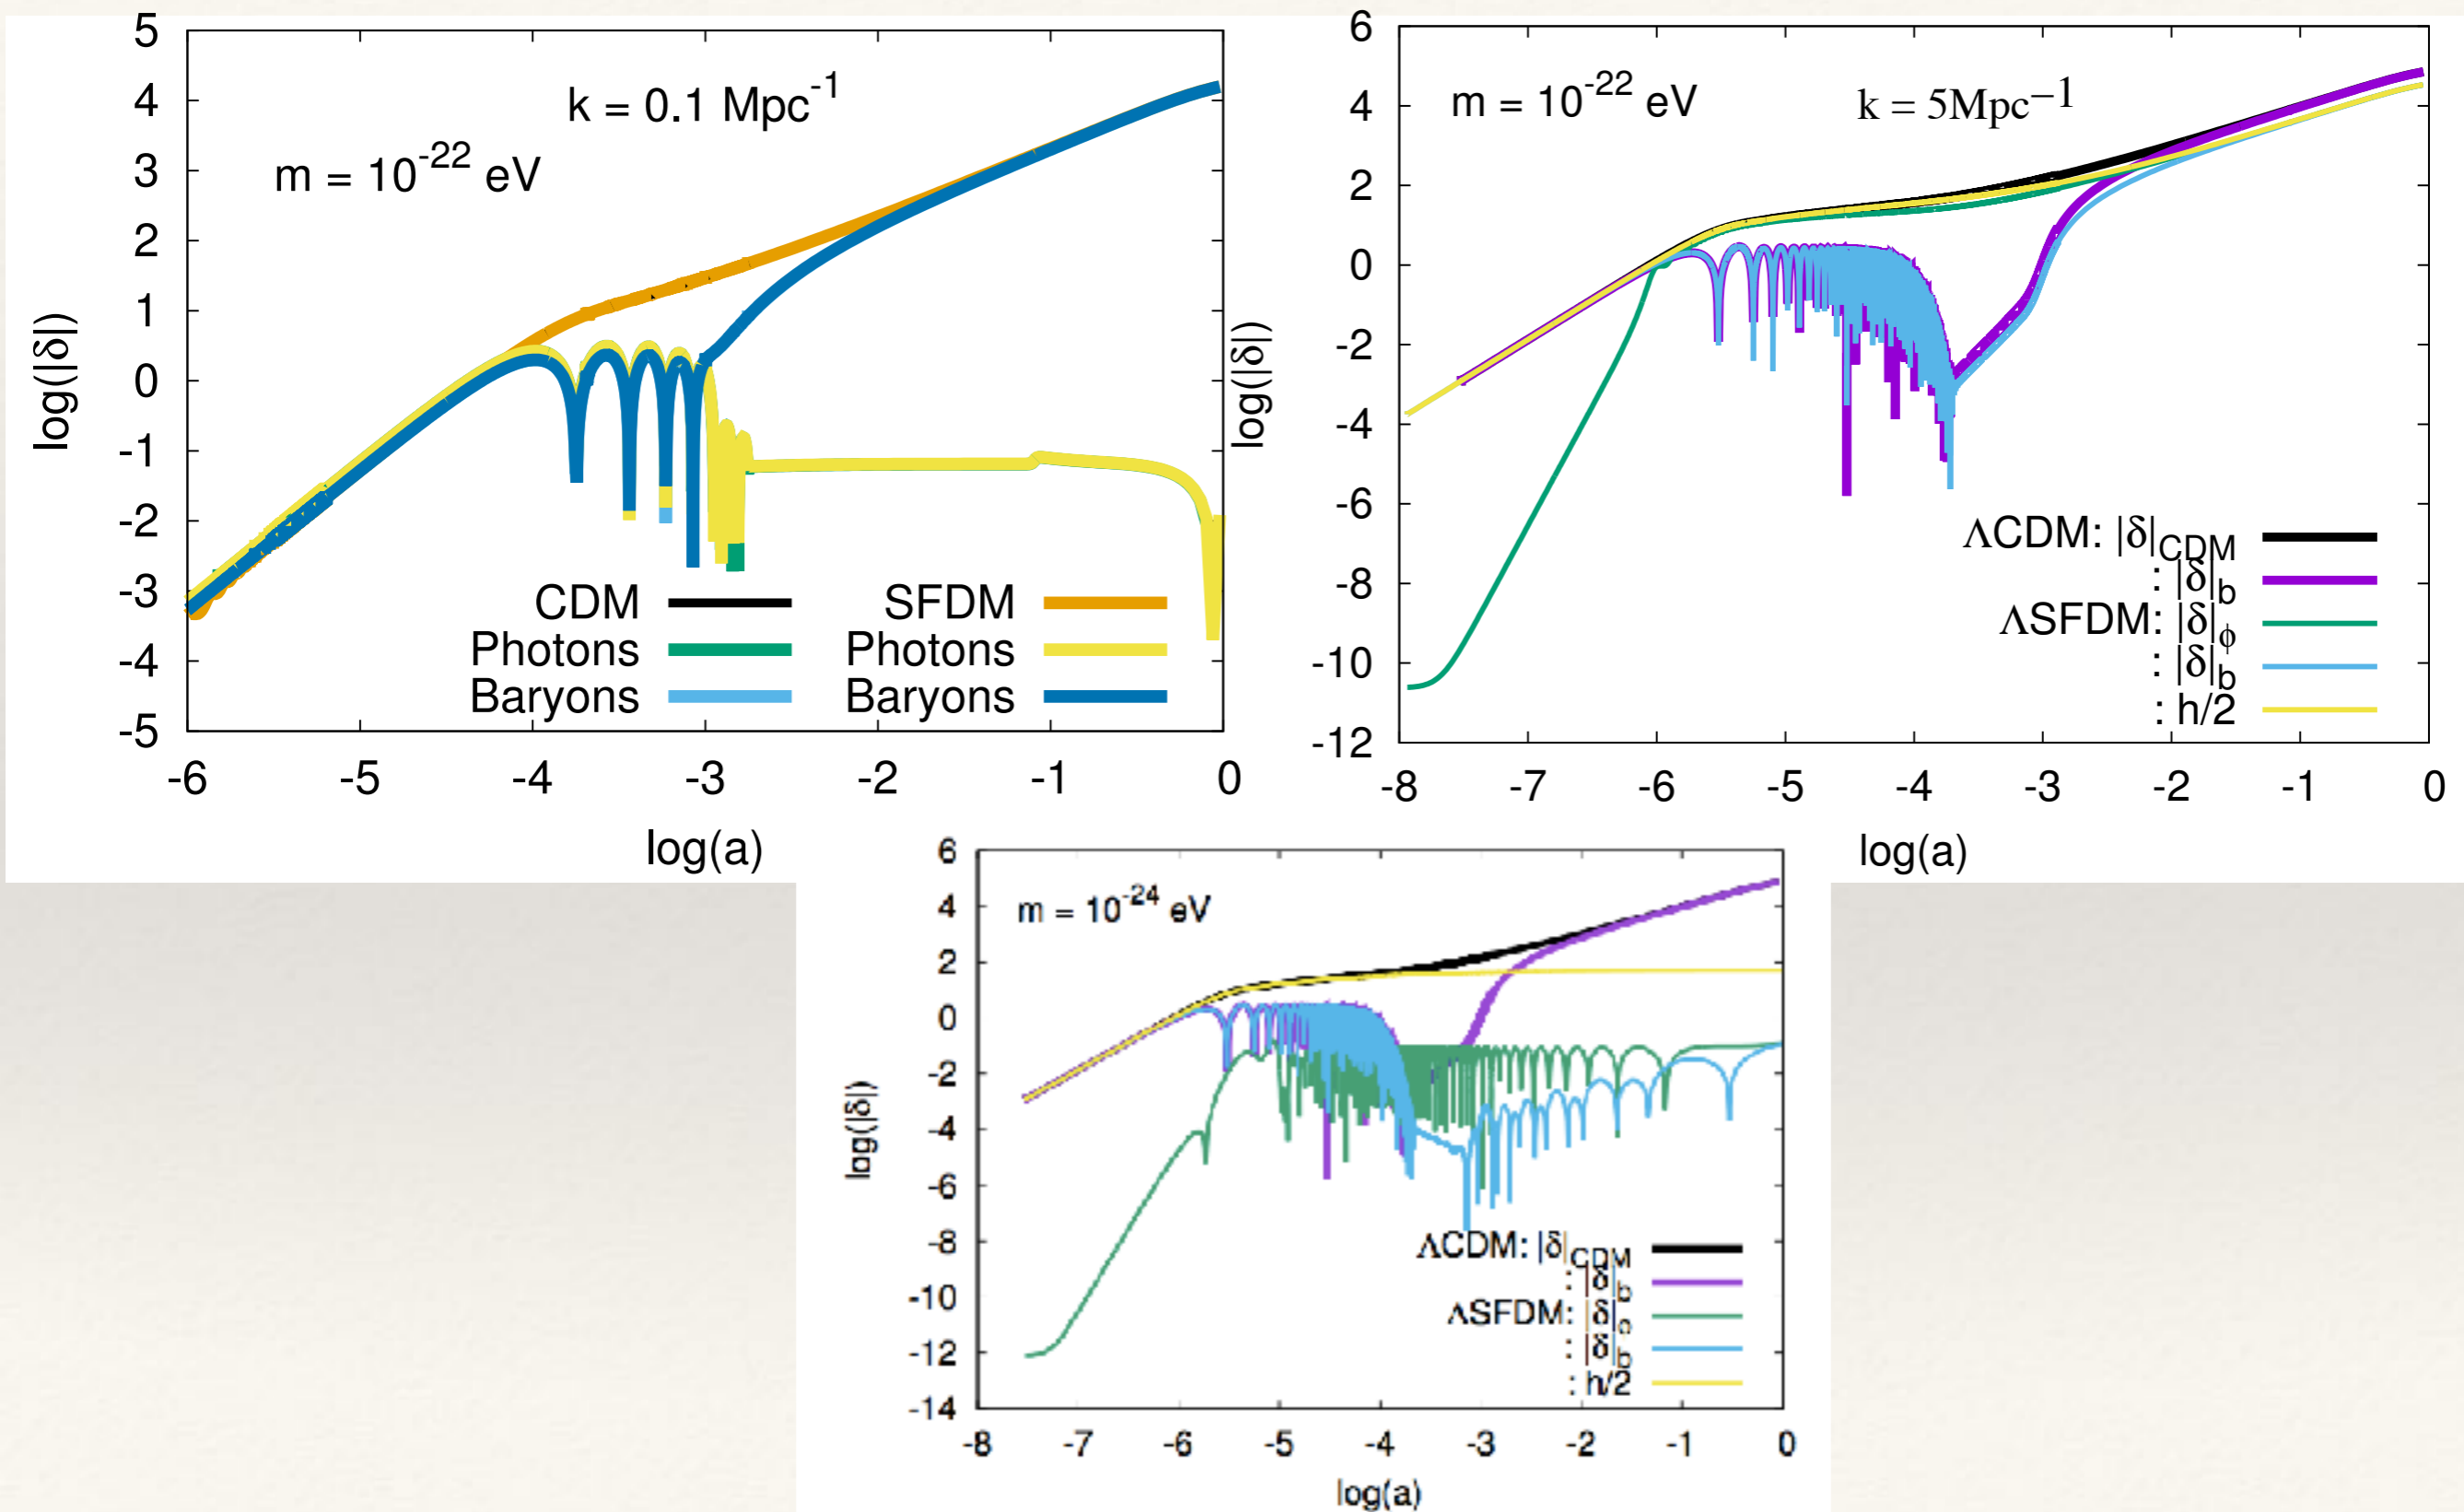 5
4
3
2
1
0
-1
-2
-3
-4
-5
log(|δ|)
k = 0.1 Mpc-1
m = 10-22 eV
CDM SFDM
Photons Photons
Baryons Baryons
-6 -5 -4 -3 -2 -1 0
log(a)
6
4
2
0
-2
-4
-6
-8
-10
-12
log(|δ|)
m = 10-22 eV k = 5Mpc−1
ΛCDM: |δ|CDM
: |δ|b
ΛSFDM: |δ|ϕ
: |δ|b
: h/2
-8 -7 -6 -5 -4 -3 -2 -1 0
log(a)
6
4
2
0
-2
-4
-6
-8
-10
-12
-14
log(|δ|)
m = 10-24 eV
ΛCDM: |δ|CDM
: |δ|b
ΛSFDM: |δ|
: |δ|b
: h/2
-8 -7 -6 -5 -4 -3 -2 -1 0
log(a)